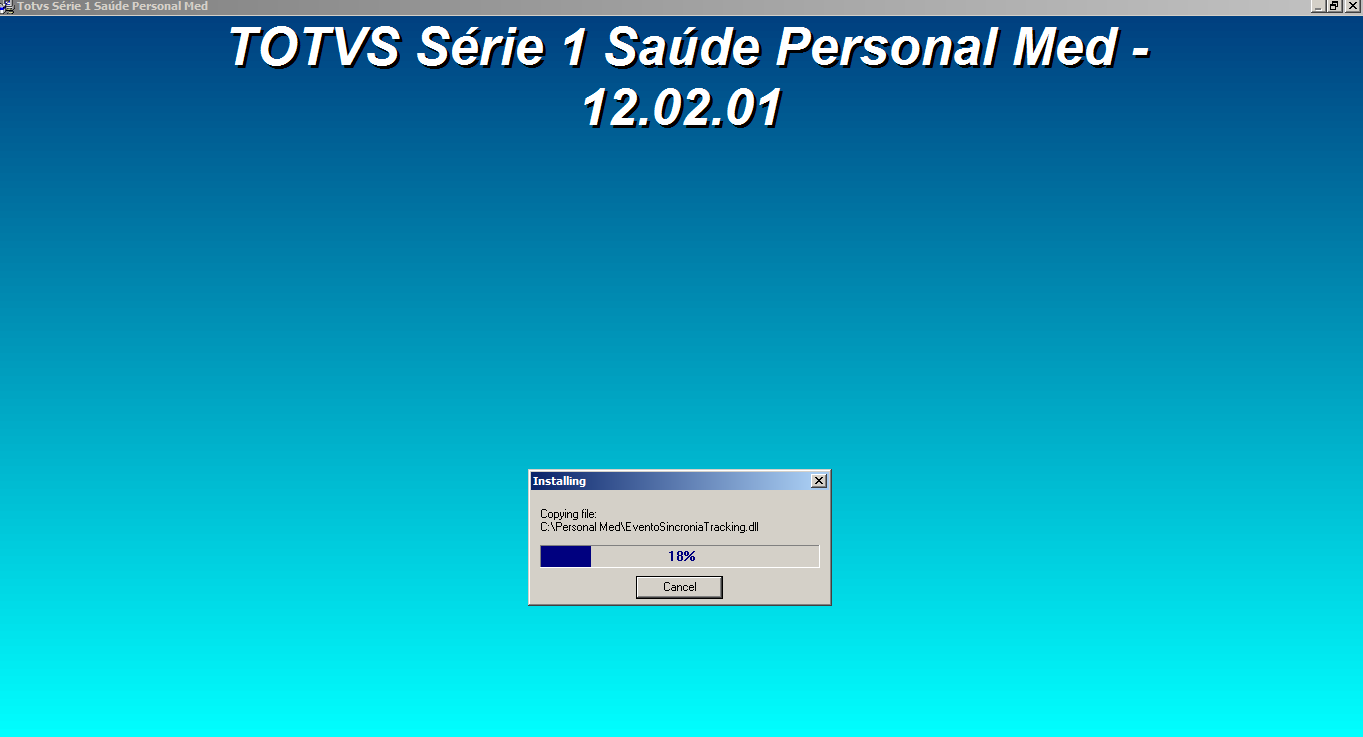 Totvs Série 1 Saúde Personal Med
TOTVS Série 1 Saúde Personal Med -
12.02.01
Installing
Copying file:
C:\Personal Med\EventoSincroniaTracking.dll
18%
Cancel